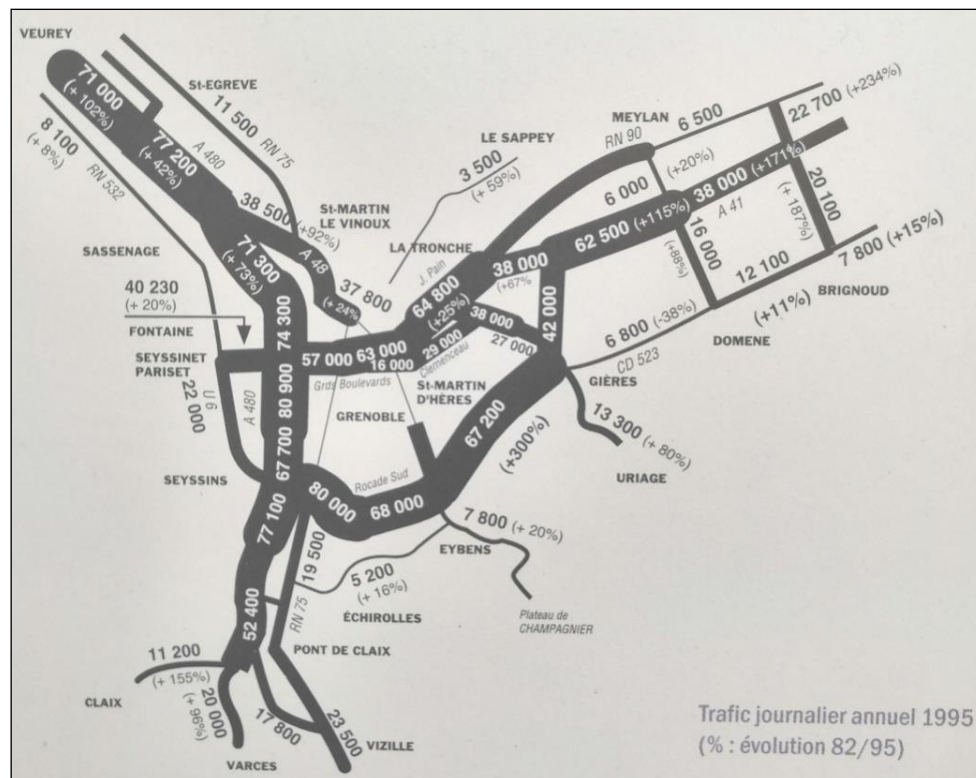 VEUREY
71 000
(+ 102%)
St-EGREVE
11 500 RN 75
8 100
(+ 8%)
RN 532
77 200
(+ 42%)
A 480
38 500
(+92%)
A 48
St-MARTIN
LE VINOUX
37 800
(+ 24%)
LE SAPPEY
3 500
(+ 59%)
MEYLAN
RN 90
6 500
22 700 (+234%)
(+20%)
6 000
38 000 (+171%)
A 41
20 100
(+ 187%)
62 500 (+115%)
16 000
(+88%)
12 100
7 800 (+15%)
BRIGNOUD
(+11%)
DOMENE
6 800 (-38%)
CD 523
LA TRONCHE
J. Pain
64 800
(+25%)
38 000
(+67%
42 000
38 000
27 000
29 000
Clemenceau
SASSENAGE
71 300
(+ 73%)
40 230
(+ 20%)
FONTAINE
SEYSSINET
PARISET
74 300
57 000
63 000
16 000
Grds Boulevards
St-MARTIN
D'HÈRES
GRENOBLE
GIÈRES
13 300 (+ 80%)
URIAGE
U 6
22 000
A 480
80 900
67 700
SEYSSINS
67 200
(+300%)
Rocade Sud
80 000
68 000
77 100
7 800 (+ 20%)
EYBENS
Plateau de
CHAMPAGNIER
19 500
5 200
(+ 16%)
ÉCHIROLLES
RN 75
52 400
PONT DE CLAIX
11 200
(+ 155%)
CLAIX
20 000
(+ 96%)
VARCES
17 800
23 500
VIZILLE
Trafic journalier annuel 1995
(% : évolution 82/95)